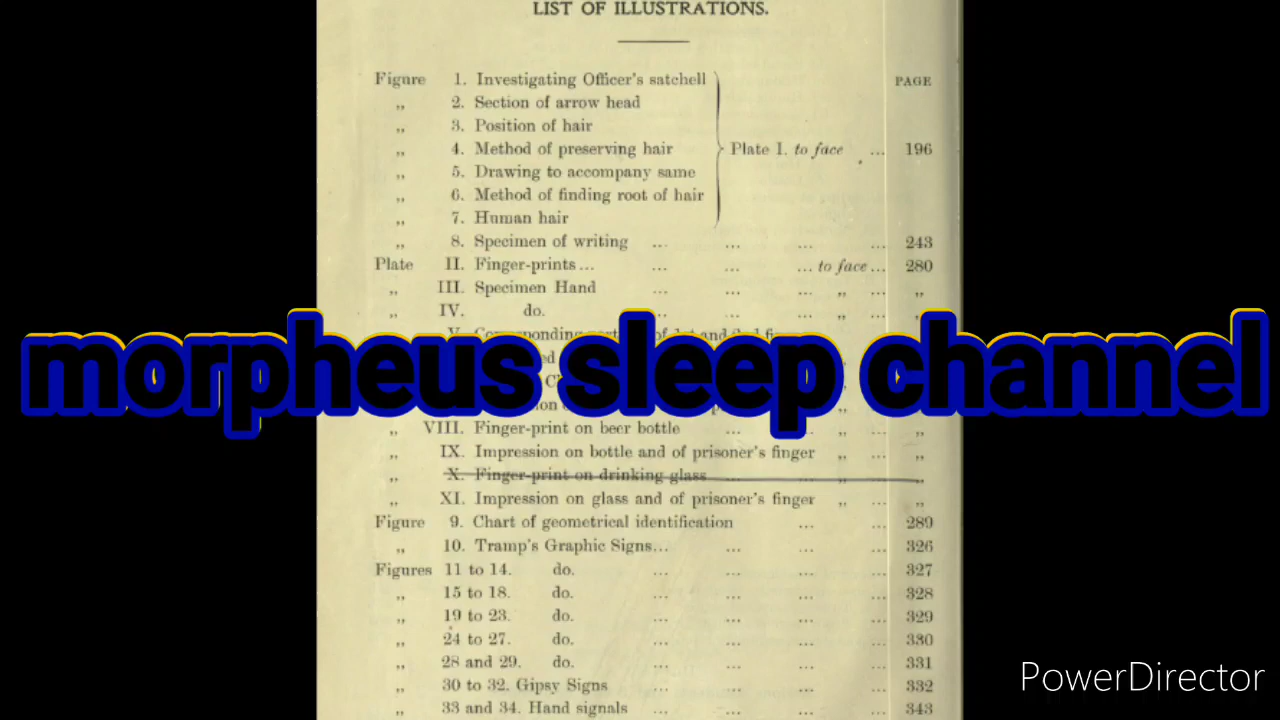 LIST OF ILLUSTRATIONS.
PAGE
Figure 1. Investigating Officer's satchell
„ 2. Section of arrow head
„ 3. Position of hair
„ 4. Method of preserving hair Plate I. to face ... 196
„ 5. Drawing to accompany same
„ 6. Method of finding root of hair
„ 7. Human hair
„ 8. Specimen of writing ... ... ... ... 243
Plate II. Finger-prints ... ... ... ... to face ... 280
„ III. Specimen Hand ... ... „ ... „
„ IV. do. ... ... „ ... „
morpheus sleep channel
„ VIII. Finger-print on beer bottle ... „ ... „
„ IX. Impression on bottle and of prisoner's finger „ ... „
„ X. Finger-print on drinking glass ... ... „ ... „
„ XI. Impression on glass and of prisoner's finger „ ... „
Figure 9. Chart of geometrical identification ... ... 289
„ 10. Tramp's Graphic Signs... ... ... ... 326
Figures 11 to 14. do. ... ... ... ... 327
„ 15 to 18. do. ... ... ... ... 328
„ 19 to 23. do. ... ... ... ... 329
„ 24 to 27. do. ... ... ... ... 330
„ 28 and 29. do. ... ... ... ... 331
„ 30 to 32. Gipsy Signs ... ... ... ... 332
„ 33 and 34. Hand signals ... ... ... ... 343
PowerDirector